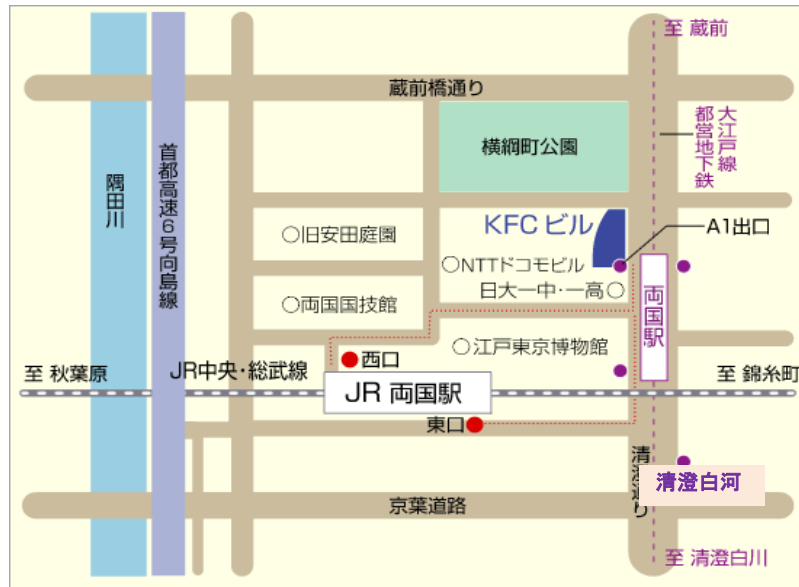 至 蔵前
蔵前橋通り
大江戸線
都営地下鉄
横綱町公園
首都高速6号向島線
隅田川
KFC ビル
A1出口
○旧安田庭園
○NTTドコモビル
日大一中・一高○
両国駅
○両国国技館
○江戸東京博物館
西口
至 秋葉原
JR中央・総武線
至 錦糸町
JR 両国駅
東口
清澄通り
清澄白河
京葉道路
至 清澄白川